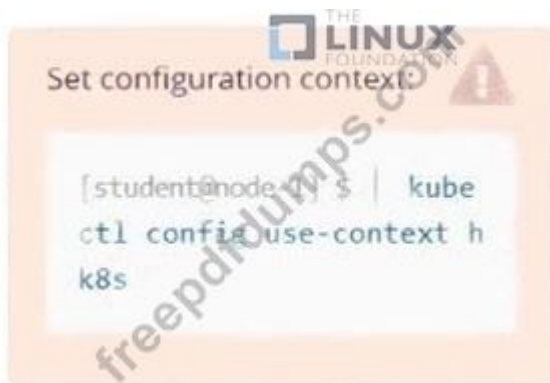 THE
LINUX
FOUNDATION
Set configuration context:
[student@node-1] $ | kube
ctl config use-context h
k8s
freepdfdumps.com